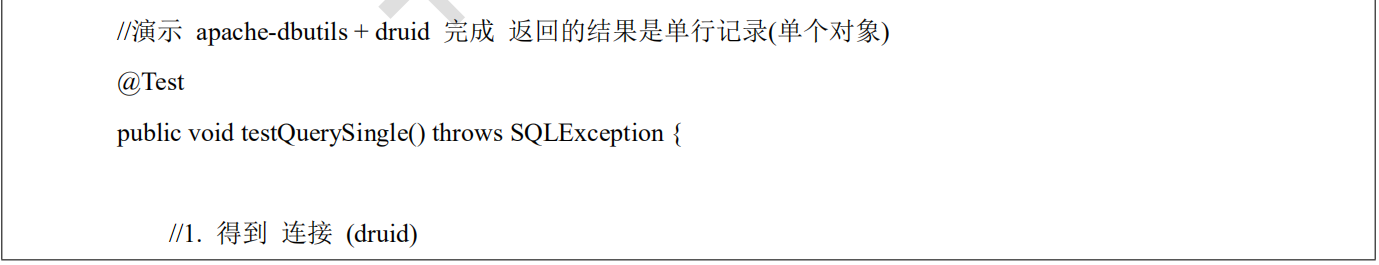 //演示 apache-dbutils + druid 完成 返回的结果是单行记录(单个对象)
@Test
public void testQuerySingle() throws SQLException {
//1. 得到 连接 (druid)